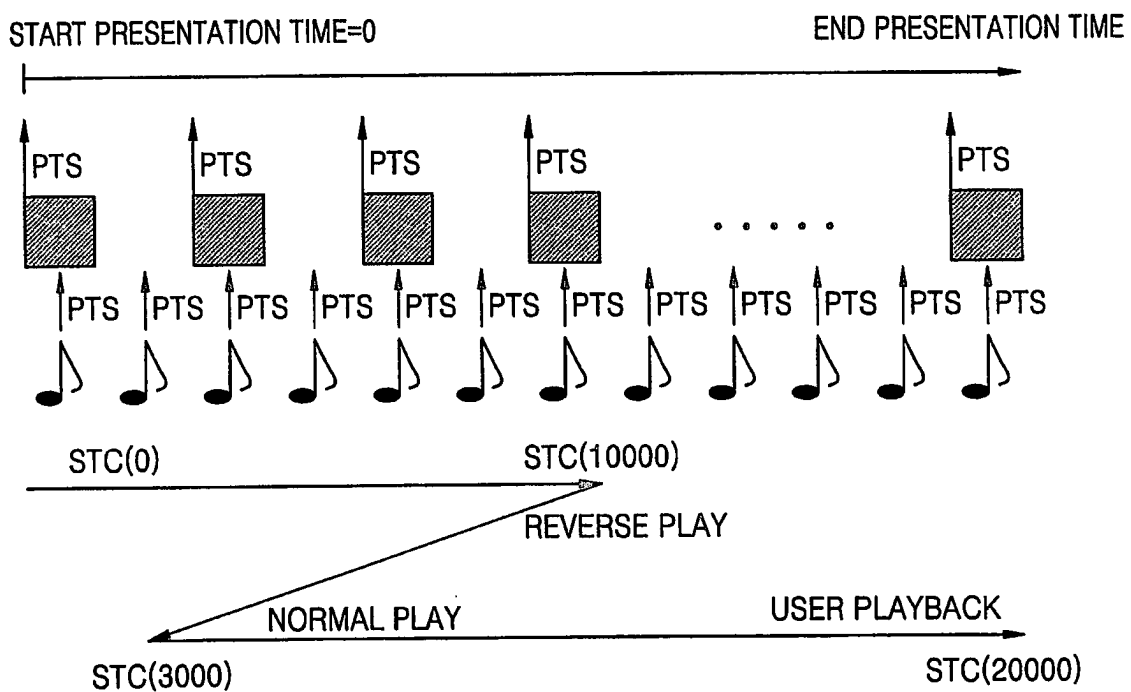 START PRESENTATION TIME=0 END PRESENTATION TIME
PTS PTS PTS PTS PTS
PTS PTS PTS PTS PTS PTS PTS PTS PTS PTS PTS PTS
STC(0) STC(10000)
REVERSE PLAY
NORMAL PLAY USER PLAYBACK
STC(3000) STC(20000)